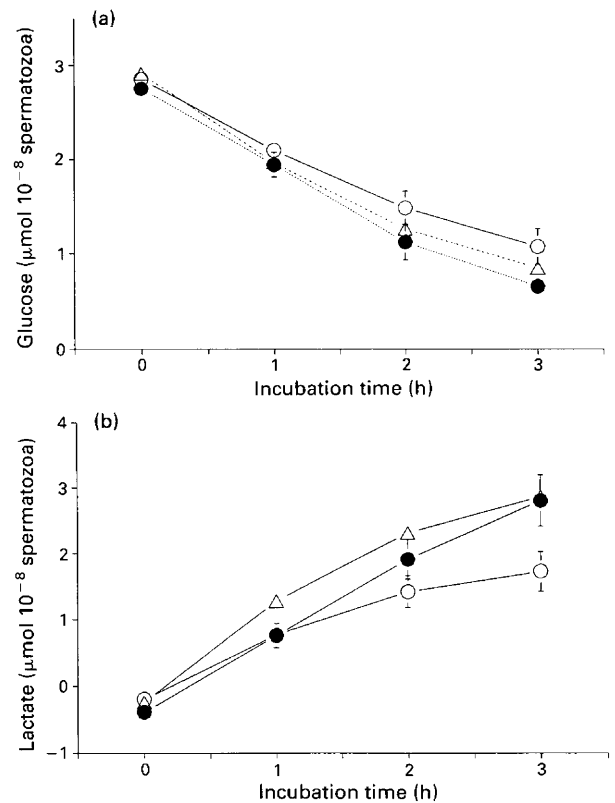 (a)
Glucose (μmol 10⁻⁸ spermatozoa)
3
2
1
0
0 1 2 3
Incubation time (h)
(b)
Lactate (μmol 10⁻⁸ spermatozoa)
4
3
2
1
0
−1
0 1 2 3
Incubation time (h)